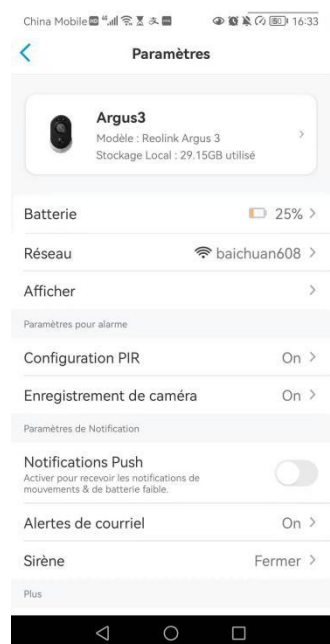 China Mobile 16:33
Paramètres
Argus3
Modèle : Reolink Argus 3
Stockage Local : 29.15GB utilisé
Batterie 25%
Réseau baichuan608
Afficher
Paramètres pour alarme
Configuration PIR On
Enregistrement de caméra On
Paramètres de Notification
Notifications Push
Activer pour recevoir les notifications de
mouvements & de batterie faible.
Alertes de courriel On
Sirène Fermer
Plus